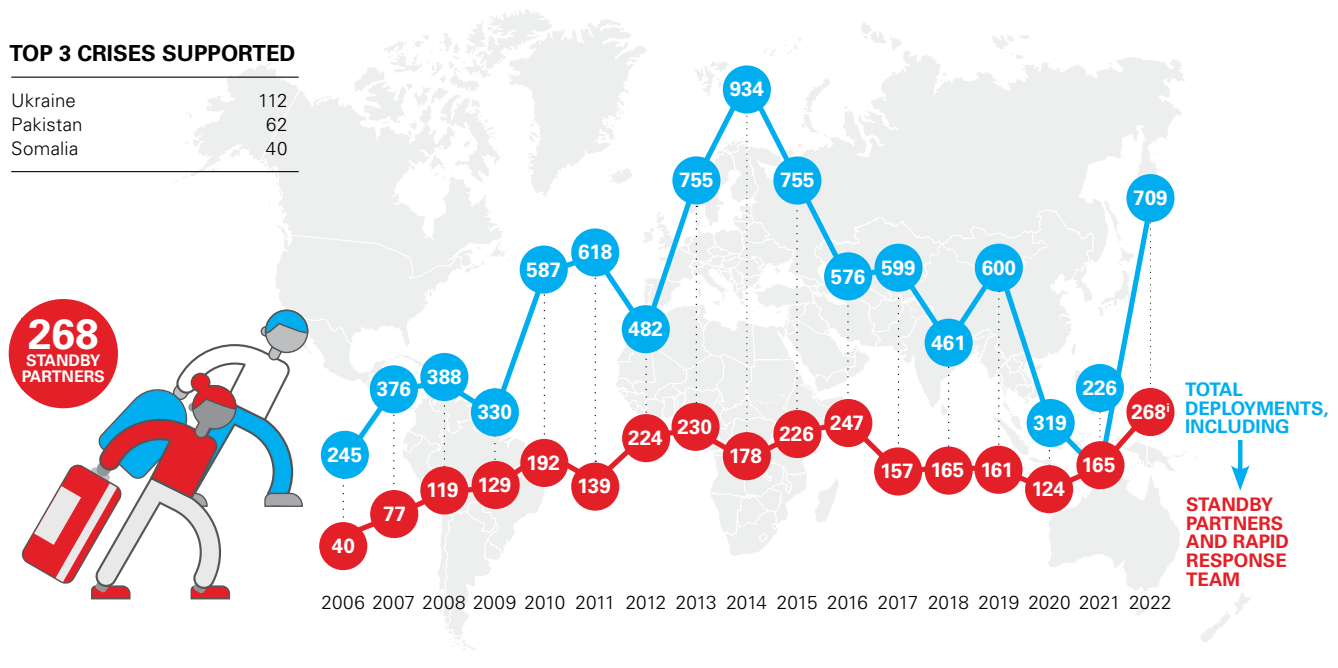 TOP 3 CRISES SUPPORTED
Ukraine 112
Pakistan 62
Somalia 40
268
STANDBY
PARTNERS
245
376
388
330
587
618
482
755
934
755
576
599
461
600
319
226
709
40
77
119
129
192
139
224
230
178
226
247
157
165
161
124
165
268i
TOTAL
DEPLOYMENTS,
INCLUDING
STANDBY
PARTNERS
AND RAPID
RESPONSE
TEAM
2006 2007 2008 2009 2010 2011 2012 2013 2014 2015 2016 2017 2018 2019 2020 2021 2022